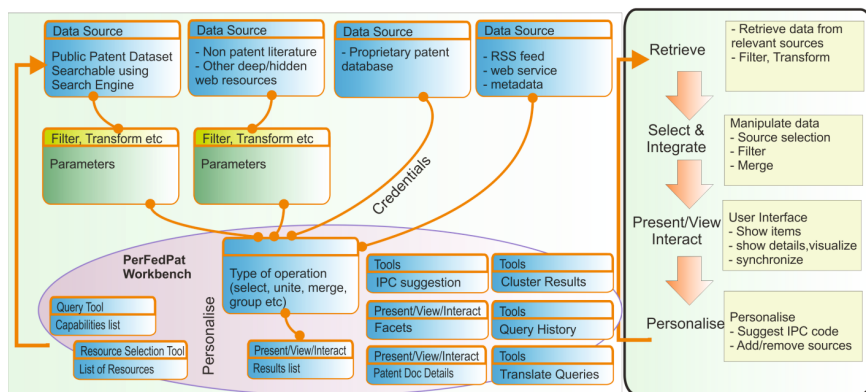 Data Source
Public Patent Dataset
Searchable using
Search Engine
Data Source
- Non patent literature
- Other deep/hidden
web resources
Data Source
- Proprietary patent
database
Data Source
- RSS feed
- web service
- metadata
Filter, Transform etc
Parameters
Filter, Transform etc
Parameters
Credentials
PerFedPat
Workbench
Personalise
Type of operation
(select, unite, merge,
group etc)
Query Tool
Capabilities list
Resource Selection Tool
List of Resources
Present/View/Interact
Results list
Tools
IPC suggestion
Tools
Cluster Results
Present/View/Interact
Facets
Tools
Query History
Present/View/Interact
Patent Doc Details
Tools
Translate Queries
Retrieve
- Retrieve data from
relevant sources
- Filter, Transform
Select &
Integrate
Manipulate data
- Source selection
- Filter
- Merge
Present/View
Interact
User Interface
- Show items
- show details,visualize
- synchronize
Personalise
Personalise
- Suggest IPC code
- Add/remove sources